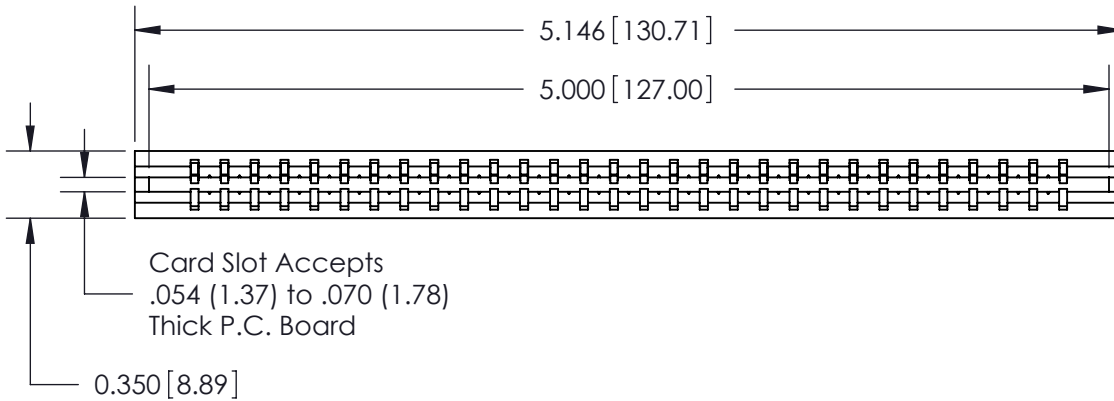 5.146 [130.71]
5.000 [127.00]
Card Slot Accepts
.054 (1.37) to .070 (1.78)
Thick P.C. Board
0.350 [8.89]